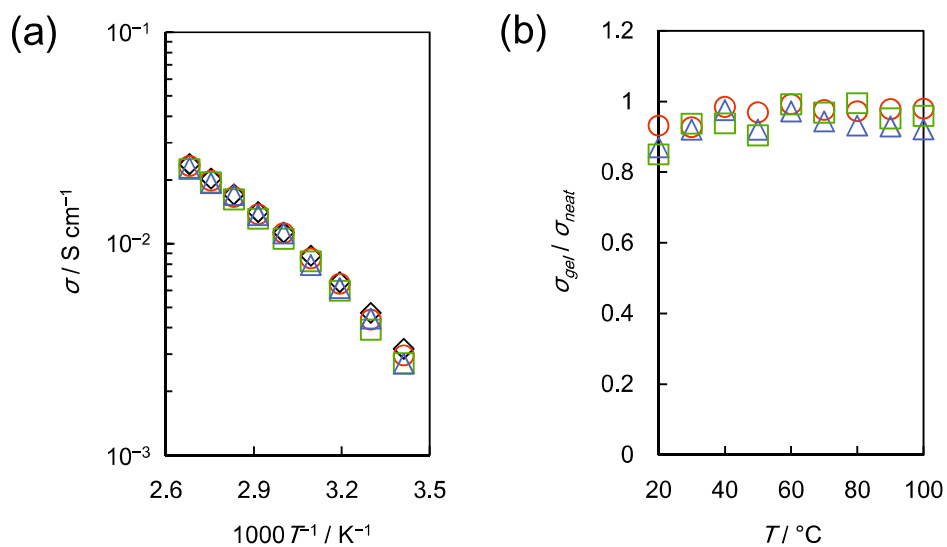 (a)
10⁻¹
10⁻²
10⁻³
σ / S cm⁻¹
2.6 2.9 3.2 3.5
1000 T⁻¹ / K⁻¹
(b)
1.2
1
0.8
0.6
0.4
0.2
0
σgel / σneat
20 40 60 80 100
T / °C